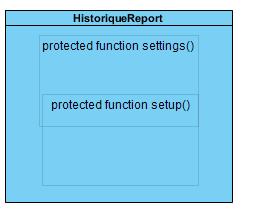 HistoriqueReport
protected function settings()
protected function setup()